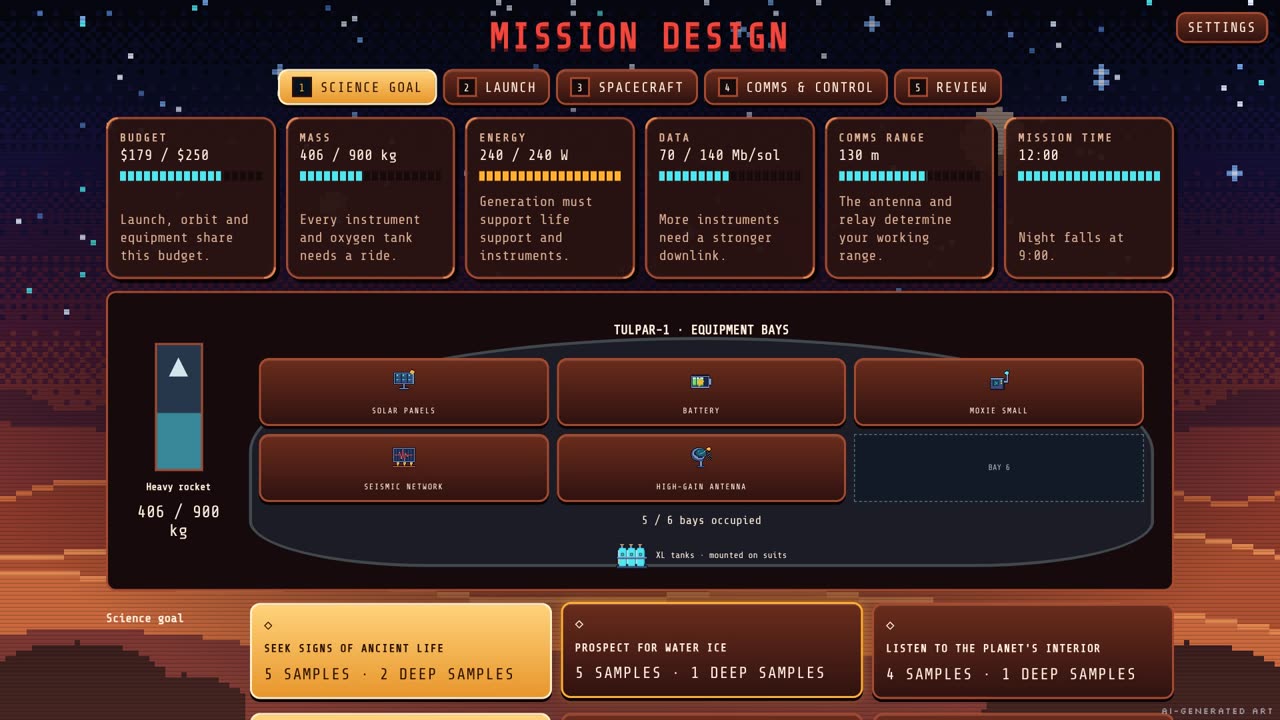 MISSION DESIGN
SETTINGS
1 SCIENCE GOAL
2 LAUNCH
3 SPACECRAFT
4 COMMS & CONTROL
5 REVIEW
BUDGET
$179 / $250
Launch, orbit and
equipment share
this budget.
MASS
406 / 900 kg
Every instrument
and oxygen tank
needs a ride.
ENERGY
240 / 240 W
Generation must
support life
support and
instruments.
DATA
70 / 140 Mb/sol
More instruments
need a stronger
downlink.
COMMS RANGE
130 m
The antenna and
relay determine
your working
range.
MISSION TIME
12:00
Night falls at
9:00.
TULPAR-1 · EQUIPMENT BAYS
SOLAR PANELS
BATTERY
MOXIE SMALL
SEISMIC NETWORK
HIGH-GAIN ANTENNA
BAY 6
Heavy rocket
406 / 900
kg
5 / 6 bays occupied
XL tanks · mounted on suits
Science goal
SEEK SIGNS OF ANCIENT LIFE
5 SAMPLES · 2 DEEP SAMPLES
PROSPECT FOR WATER ICE
5 SAMPLES · 1 DEEP SAMPLES
LISTEN TO THE PLANET'S INTERIOR
4 SAMPLES · 1 DEEP SAMPLES
AI-GENERATED ART